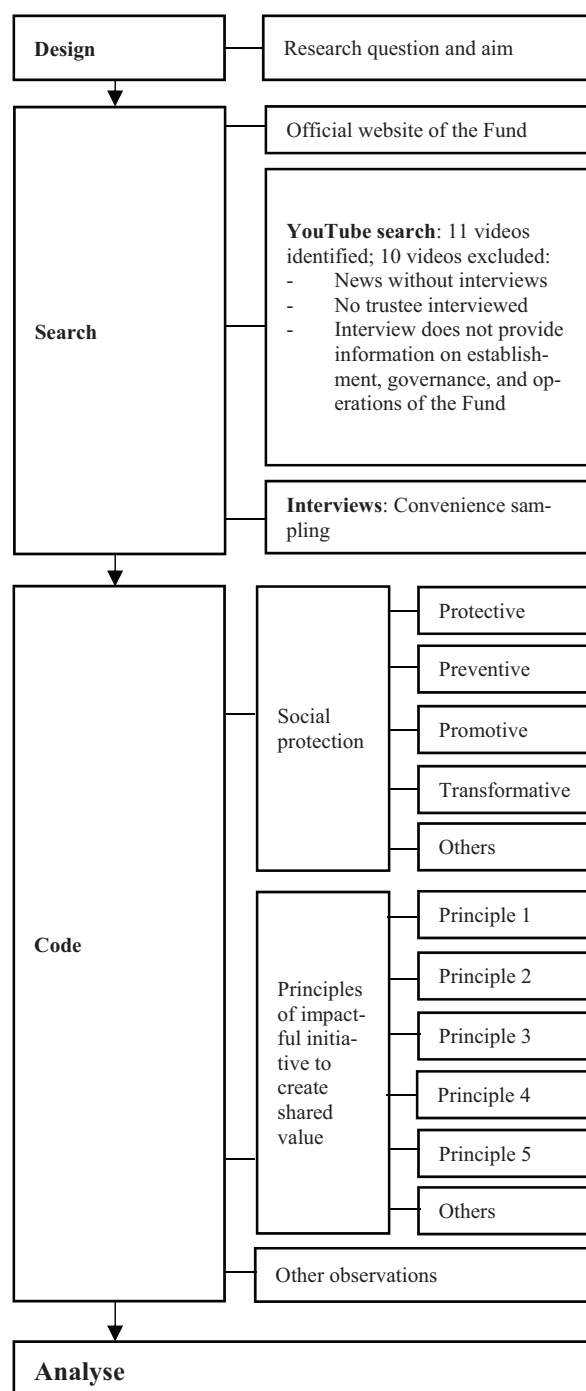 Design
Research question and aim
Search
Official website of the Fund
YouTube search: 11 videos
identified; 10 videos excluded:
- News without interviews
- No trustee interviewed
- Interview does not provide
information on establish-
ment, governance, and op-
erations of the Fund
Interviews: Convenience sam-
pling
Code
Social
protection
Protective
Preventive
Promotive
Transformative
Others
Principles
of impact-
ful initia-
tive to
create
shared
value
Principle 1
Principle 2
Principle 3
Principle 4
Principle 5
Others
Other observations
Analyse